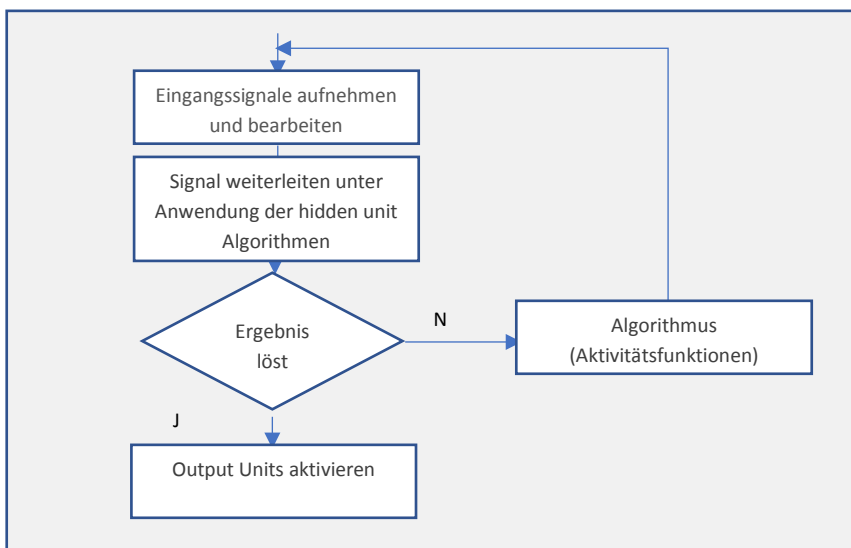 Eingangssignale aufnehmen
und bearbeiten
Signal weiterleiten unter
Anwendung der hidden unit
Algorithmen
Ergebnis
löst
N
Algorithmus
(Aktivitätsfunktionen)
J
Output Units aktivieren